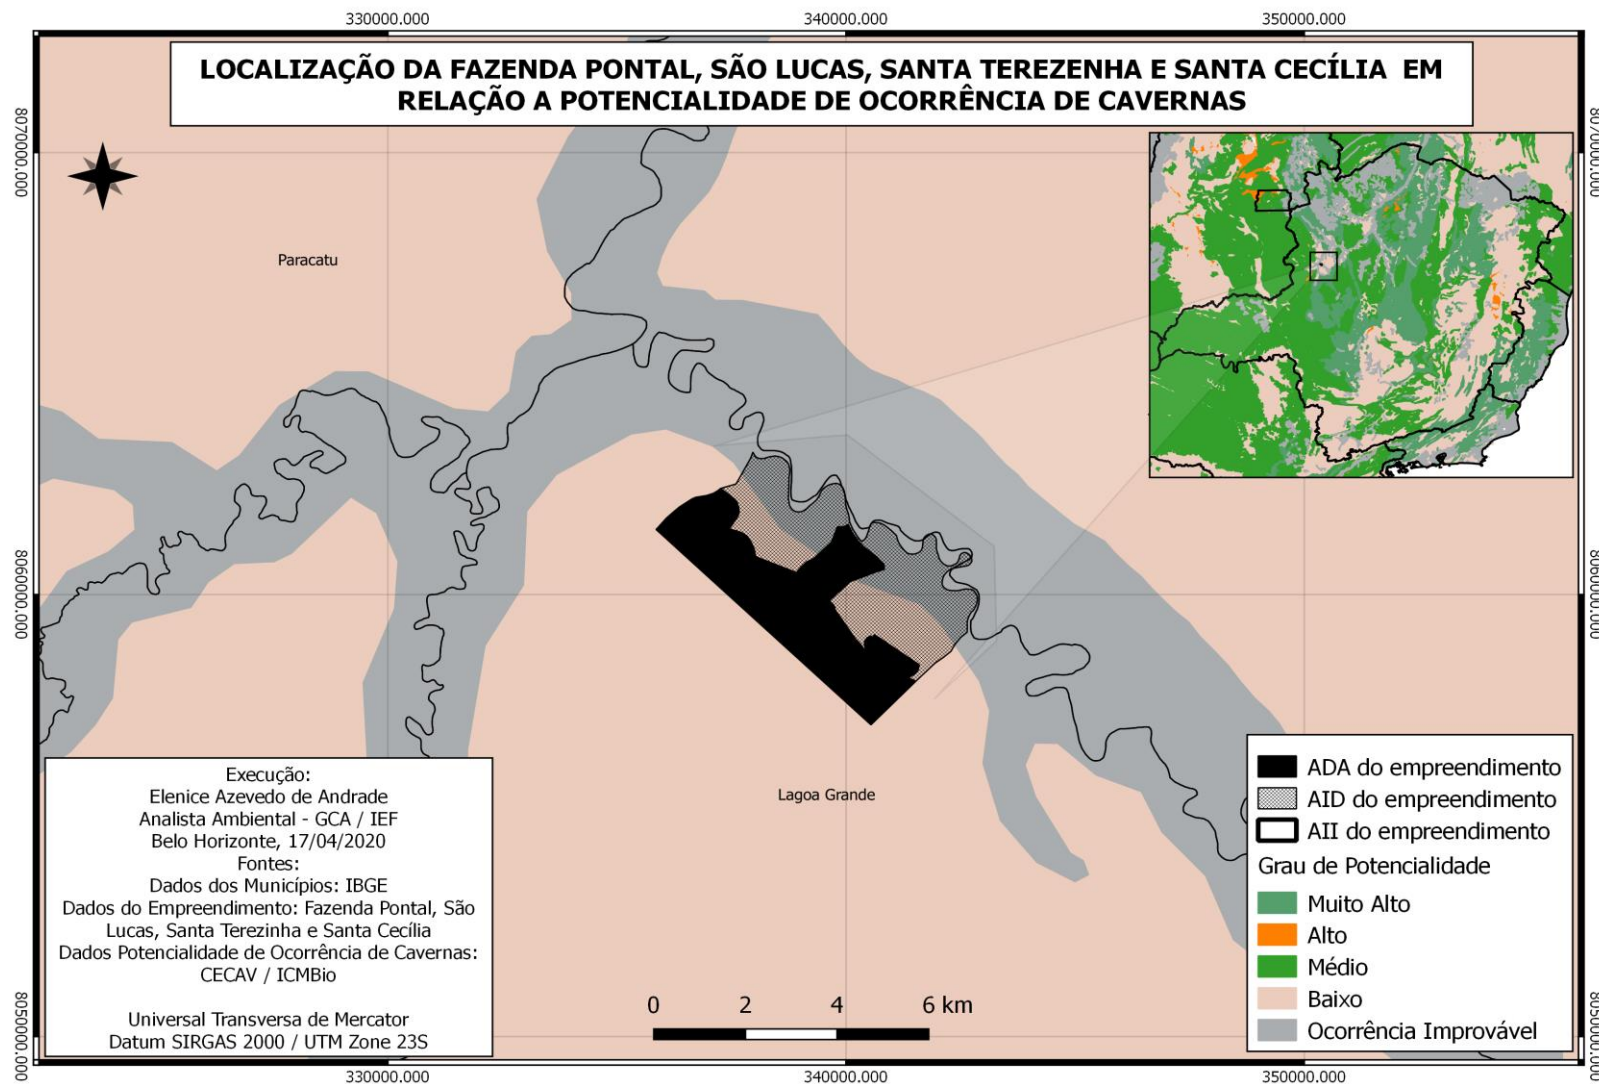 330000.000
340000.000
350000.000
LOCALIZAÇÃO DA FAZENDA PONTAL, SÃO LUCAS, SANTA TEREZENHA E SANTA CECÍLIA EM
RELAÇÃO A POTENCIALIDADE DE OCORRÊNCIA DE CAVERNAS
8070000.000
8070000.000
Paracatu
8060000.000
8060000.000
Lagoa Grande
Execução:
Elenice Azevedo de Andrade
Analista Ambiental - GCA / IEF
Belo Horizonte, 17/04/2020
Fontes:
Dados dos Municípios: IBGE
Dados do Empreendimento: Fazenda Pontal, São
Lucas, Santa Terezinha e Santa Cecília
Dados Potencialidade de Ocorrência de Cavernas:
CECAV / ICMBio
Universal Transversa de Mercator
Datum SIRGAS 2000 / UTM Zone 23S
0 2 4 6 km
ADA do empreendimento
AID do empreendimento
AII do empreendimento
Grau de Potencialidade
Muito Alto
Alto
Médio
Baixo
Ocorrência Improvável
8050000.000
8050000.000
330000.000
340000.000
350000.000